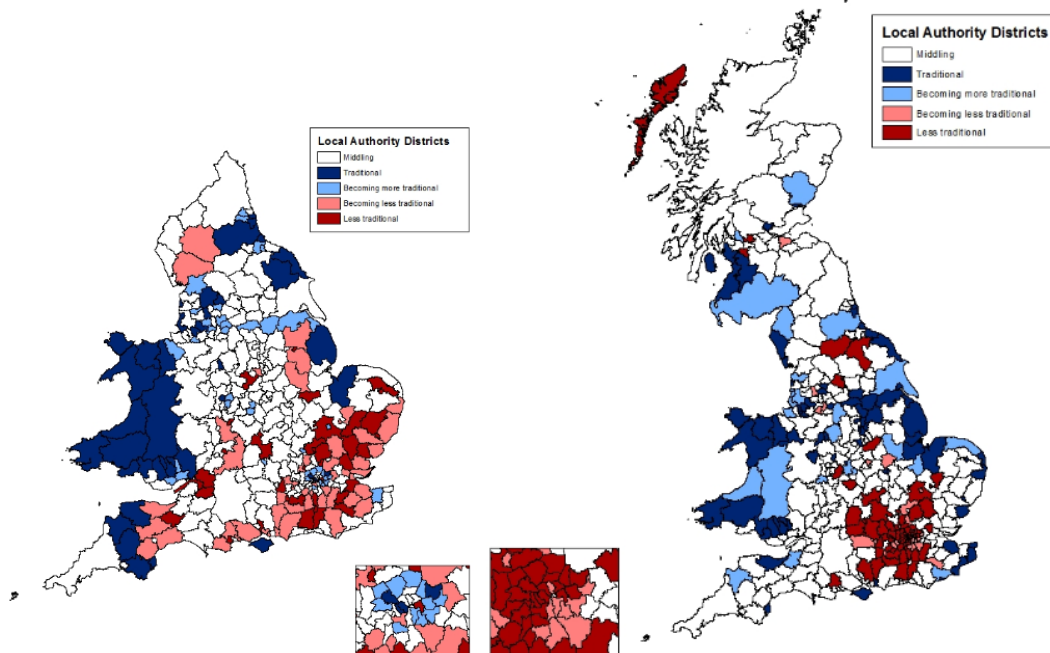 Local Authority Districts
Middling
Traditional
Becoming more traditional
Becoming less traditional
Less traditional
Local Authority Districts
Middling
Traditional
Becoming more traditional
Becoming less traditional
Less traditional